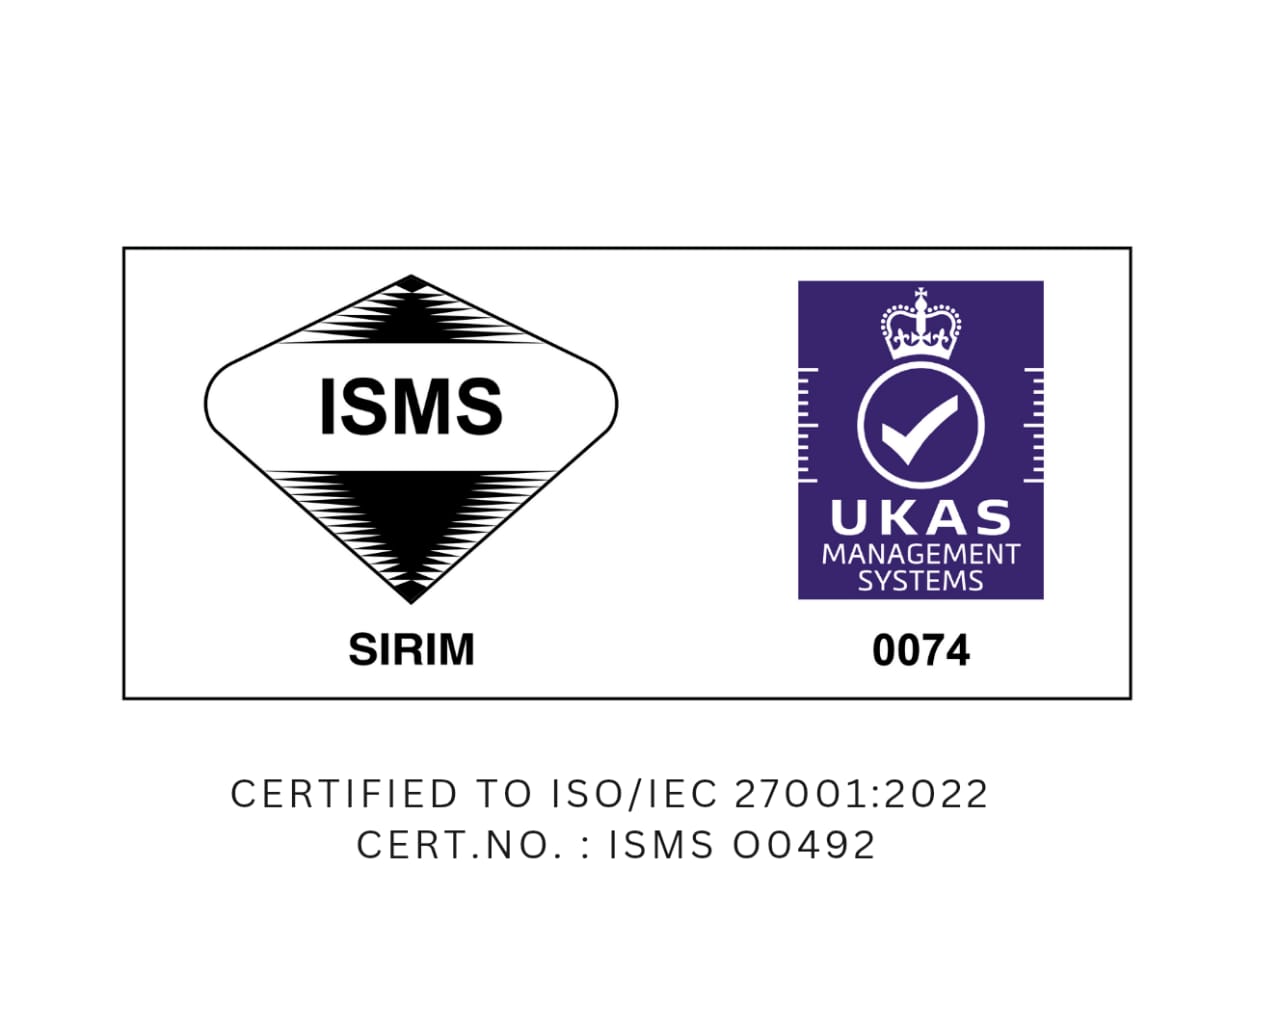 ISMS
SIRIM
UKAS
MANAGEMENT
SYSTEMS
0074
CERTIFIED TO ISO/IEC 27001:2022
CERT.NO. : ISMS 00492